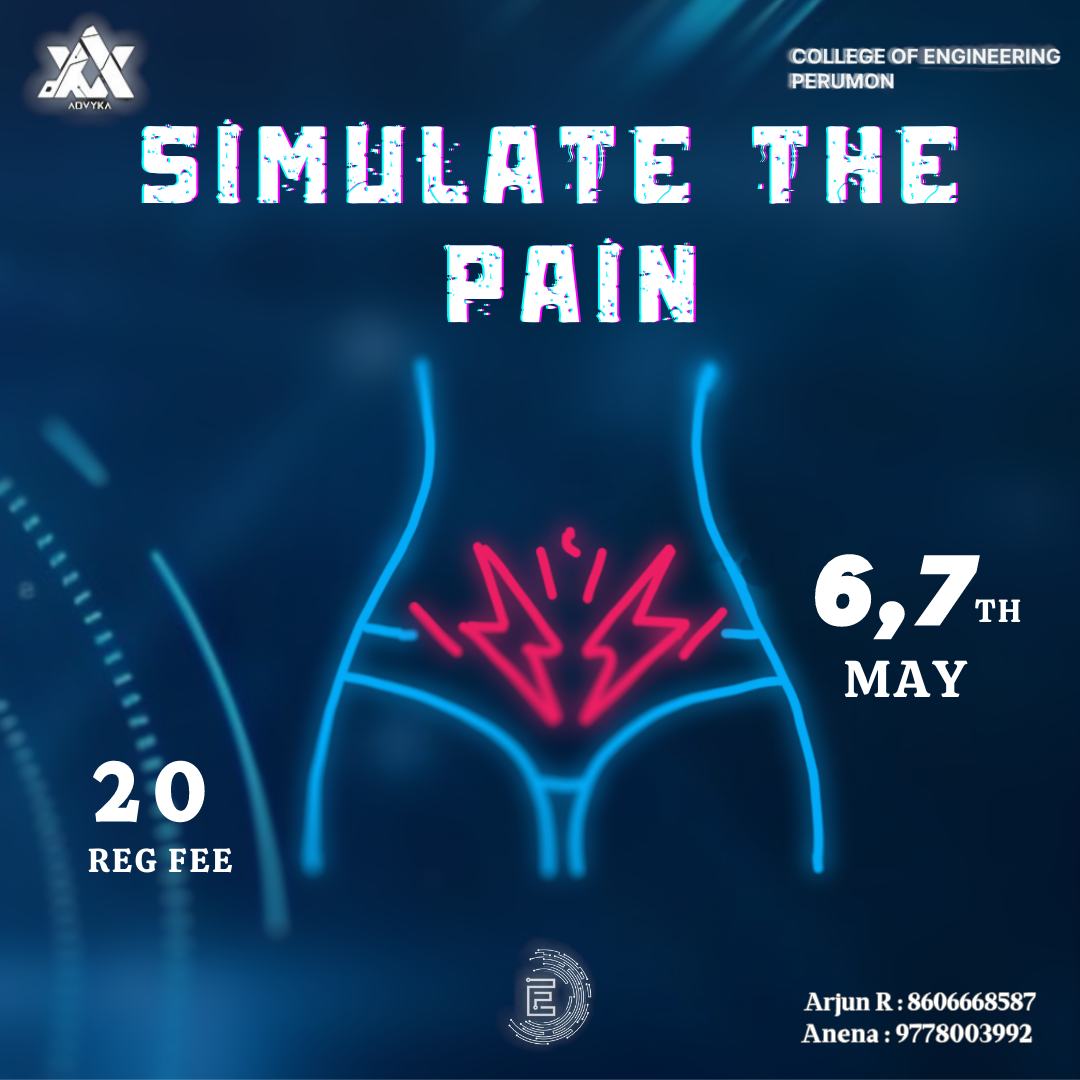 ADVYKA
COLLEGE OF ENGINEERING
PERUMON
SIMULATE THE
PAIN
6,7TH
MAY
20
REG FEE
E
Arjun R : 8606668587
Anena : 9778003992